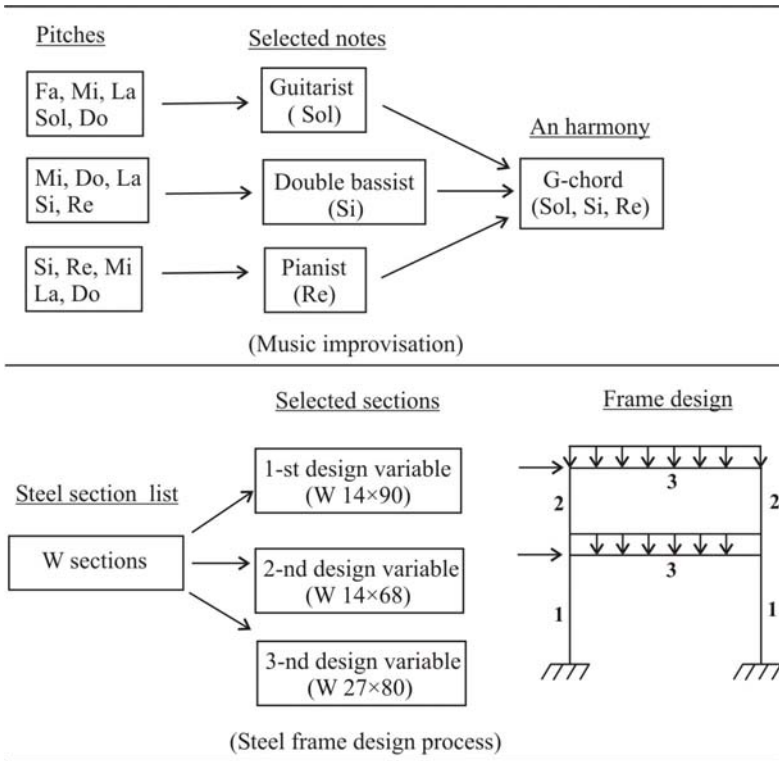 Pitches
Selected notes
An harmony
Fa, Mi, La
Sol, Do
Guitarist
( Sol)
Mi, Do, La
Si, Re
Double bassist
(Si)
G-chord
(Sol, Si, Re)
Si, Re, Mi
La, Do
Pianist
(Re)
(Music improvisation)
Selected sections
Frame design
Steel section list
W sections
1-st design variable
(W 14×90)
2-nd design variable
(W 14×68)
3-nd design variable
(W 27×80)
3
2
2
3
1
1
(Steel frame design process)